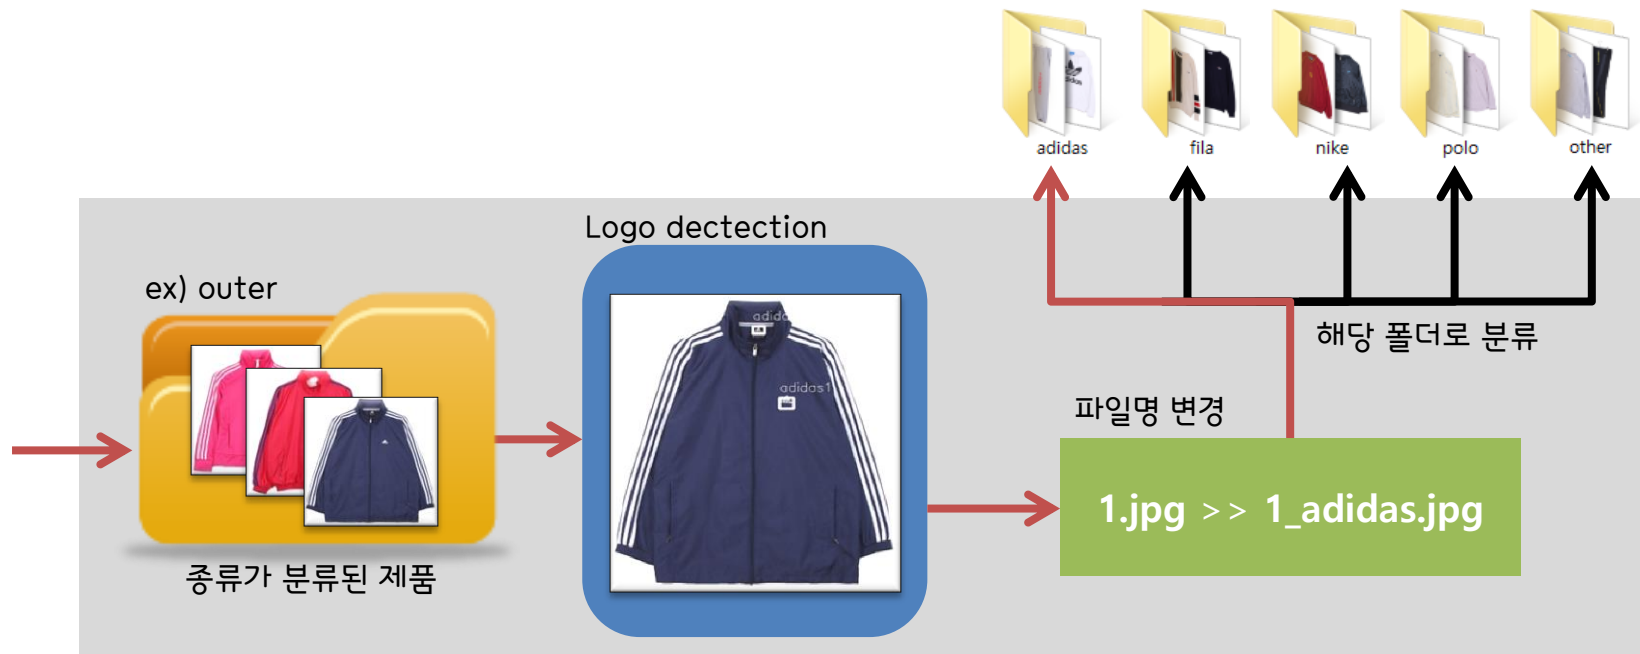 adidas
fila
nike
polo
other
Logo dectection
ex) outer
adidas1
해당 폴더로 분류
파일명 변경
1.jpg >> 1_adidas.jpg
종류가 분류된 제품